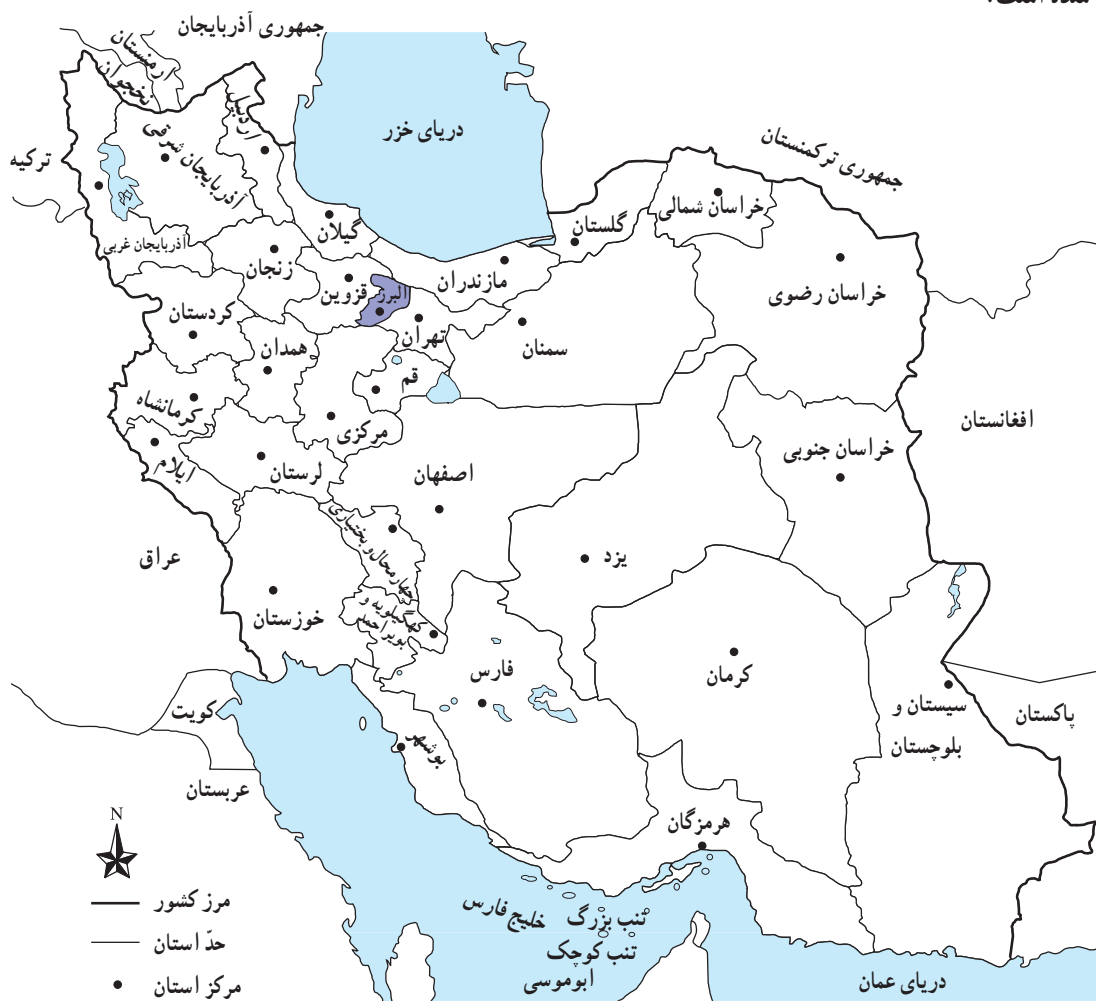 شده است.
جمهوری آذربایجان
ارمنستان
نخجوان
اردبیل
آذربایجان شرقی
ترکیه
دریای خزر
جمهوری ترکمنستان
خراسان شمالی
گلستان
گیلان
آذربایجان غربی
زنجان
مازندران
خراسان رضوی
قزوین
البرز
کردستان
تهران
سمنان
همدان
قم
کرمانشاه
مرکزی
افغانستان
ایلام
لرستان
اصفهان
خراسان جنوبی
چهارمحال و بختیاری
عراق
یزد
خوزستان
کهگیلویه و
بویراحمد
فارس
کرمان
سیستان و
بلوچستان
پاکستان
کویت
بوشهر
عربستان
هرمزگان
N
مرز کشور
حدّ استان
مرکز استان
خلیج فارس
تنب بزرگ
تنب کوچک
ابوموسی
دریای عمان